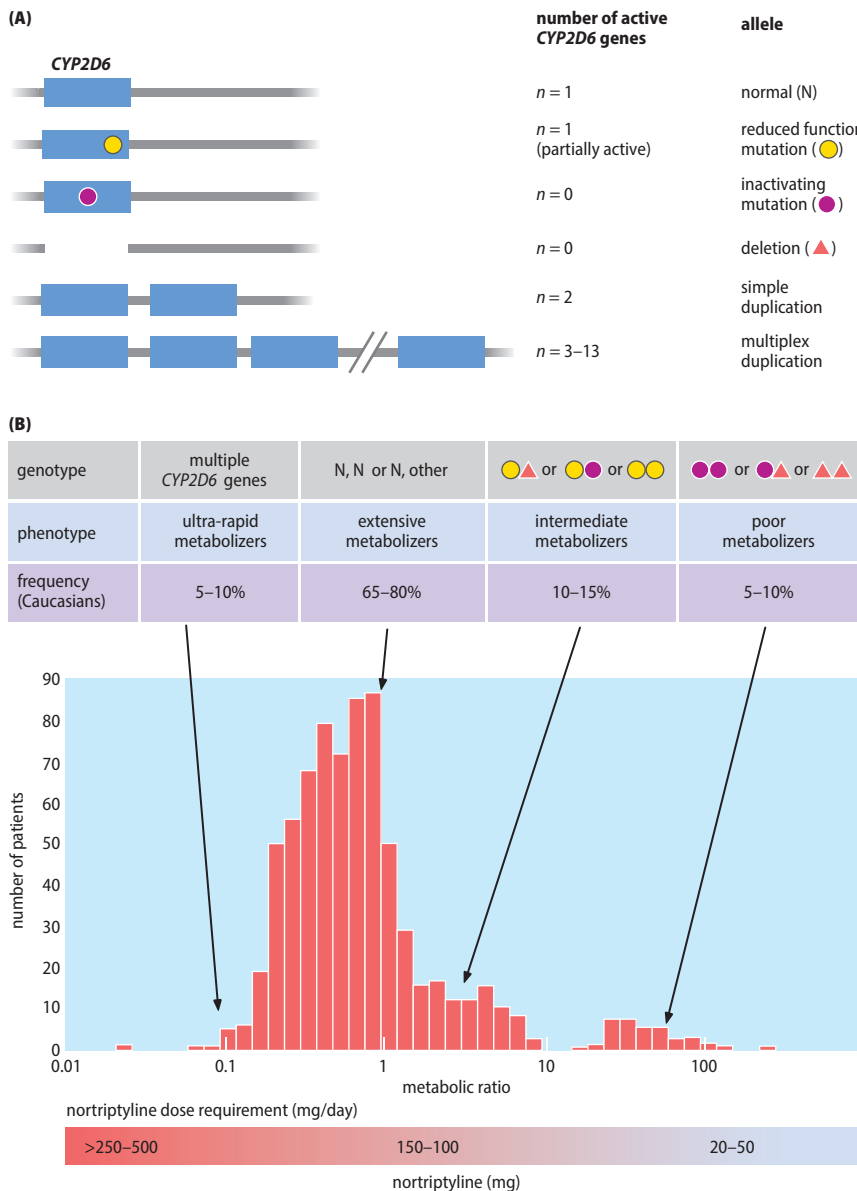 (A)
number of active
CYP2D6 genes
allele
CYP2D6
n = 1
normal (N)
n = 1
(partially active)
reduced function
mutation ( )
n = 0
inactivating
mutation ( )
n = 0
deletion ( )
n = 2
simple
duplication
n = 3–13
multiplex
duplication
(B)
genotype
multiple
CYP2D6 genes
N, N or N, other
or or
or or
phenotype
ultra-rapid
metabolizers
extensive
metabolizers
intermediate
metabolizers
poor
metabolizers
frequency
(Caucasians)
5–10%
65–80%
10–15%
5–10%
number of patients
90
80
70
60
50
40
30
20
10
0
0.01
0.1
1
10
100
metabolic ratio
nortriptyline dose requirement (mg/day)
>250–500
150–100
20–50
nortriptyline (mg)